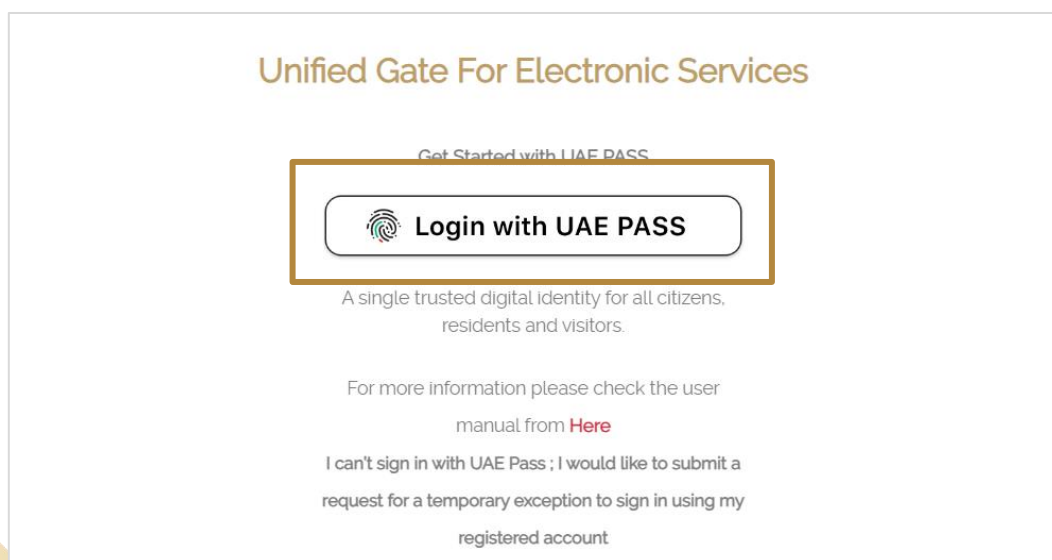 Unified Gate For Electronic Services
Get Started with UAE PASS
Login with UAE PASS
A single trusted digital identity for all citizens,
residents and visitors.
For more information please check the user
manual from Here
I can't sign in with UAE Pass ; I would like to submit a
request for a temporary exception to sign in using my
registered account